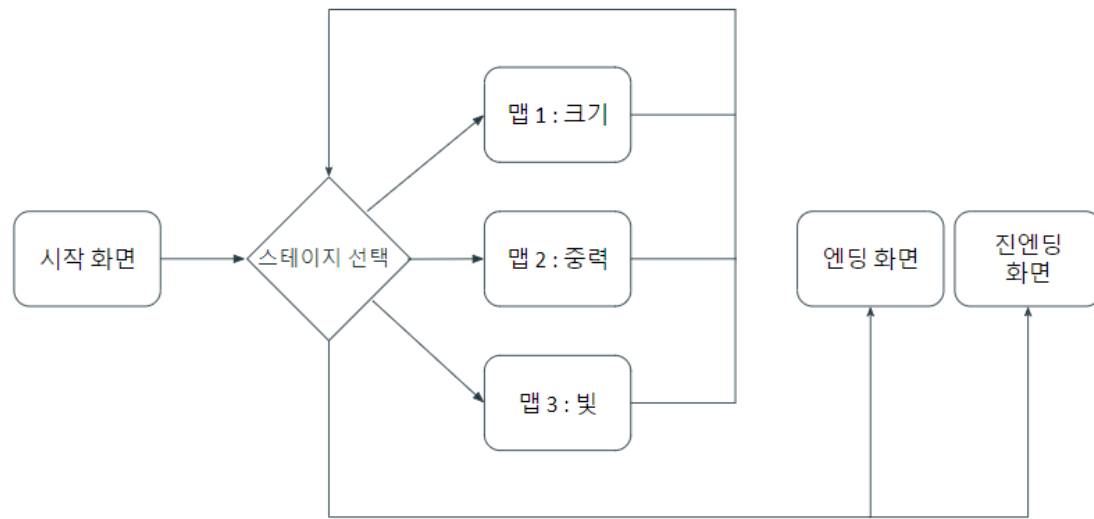 맵 1 : 크기
시작 화면
스테이지 선택
맵 2 : 중력
엔딩 화면
진엔딩
화면
맵 3 : 빛